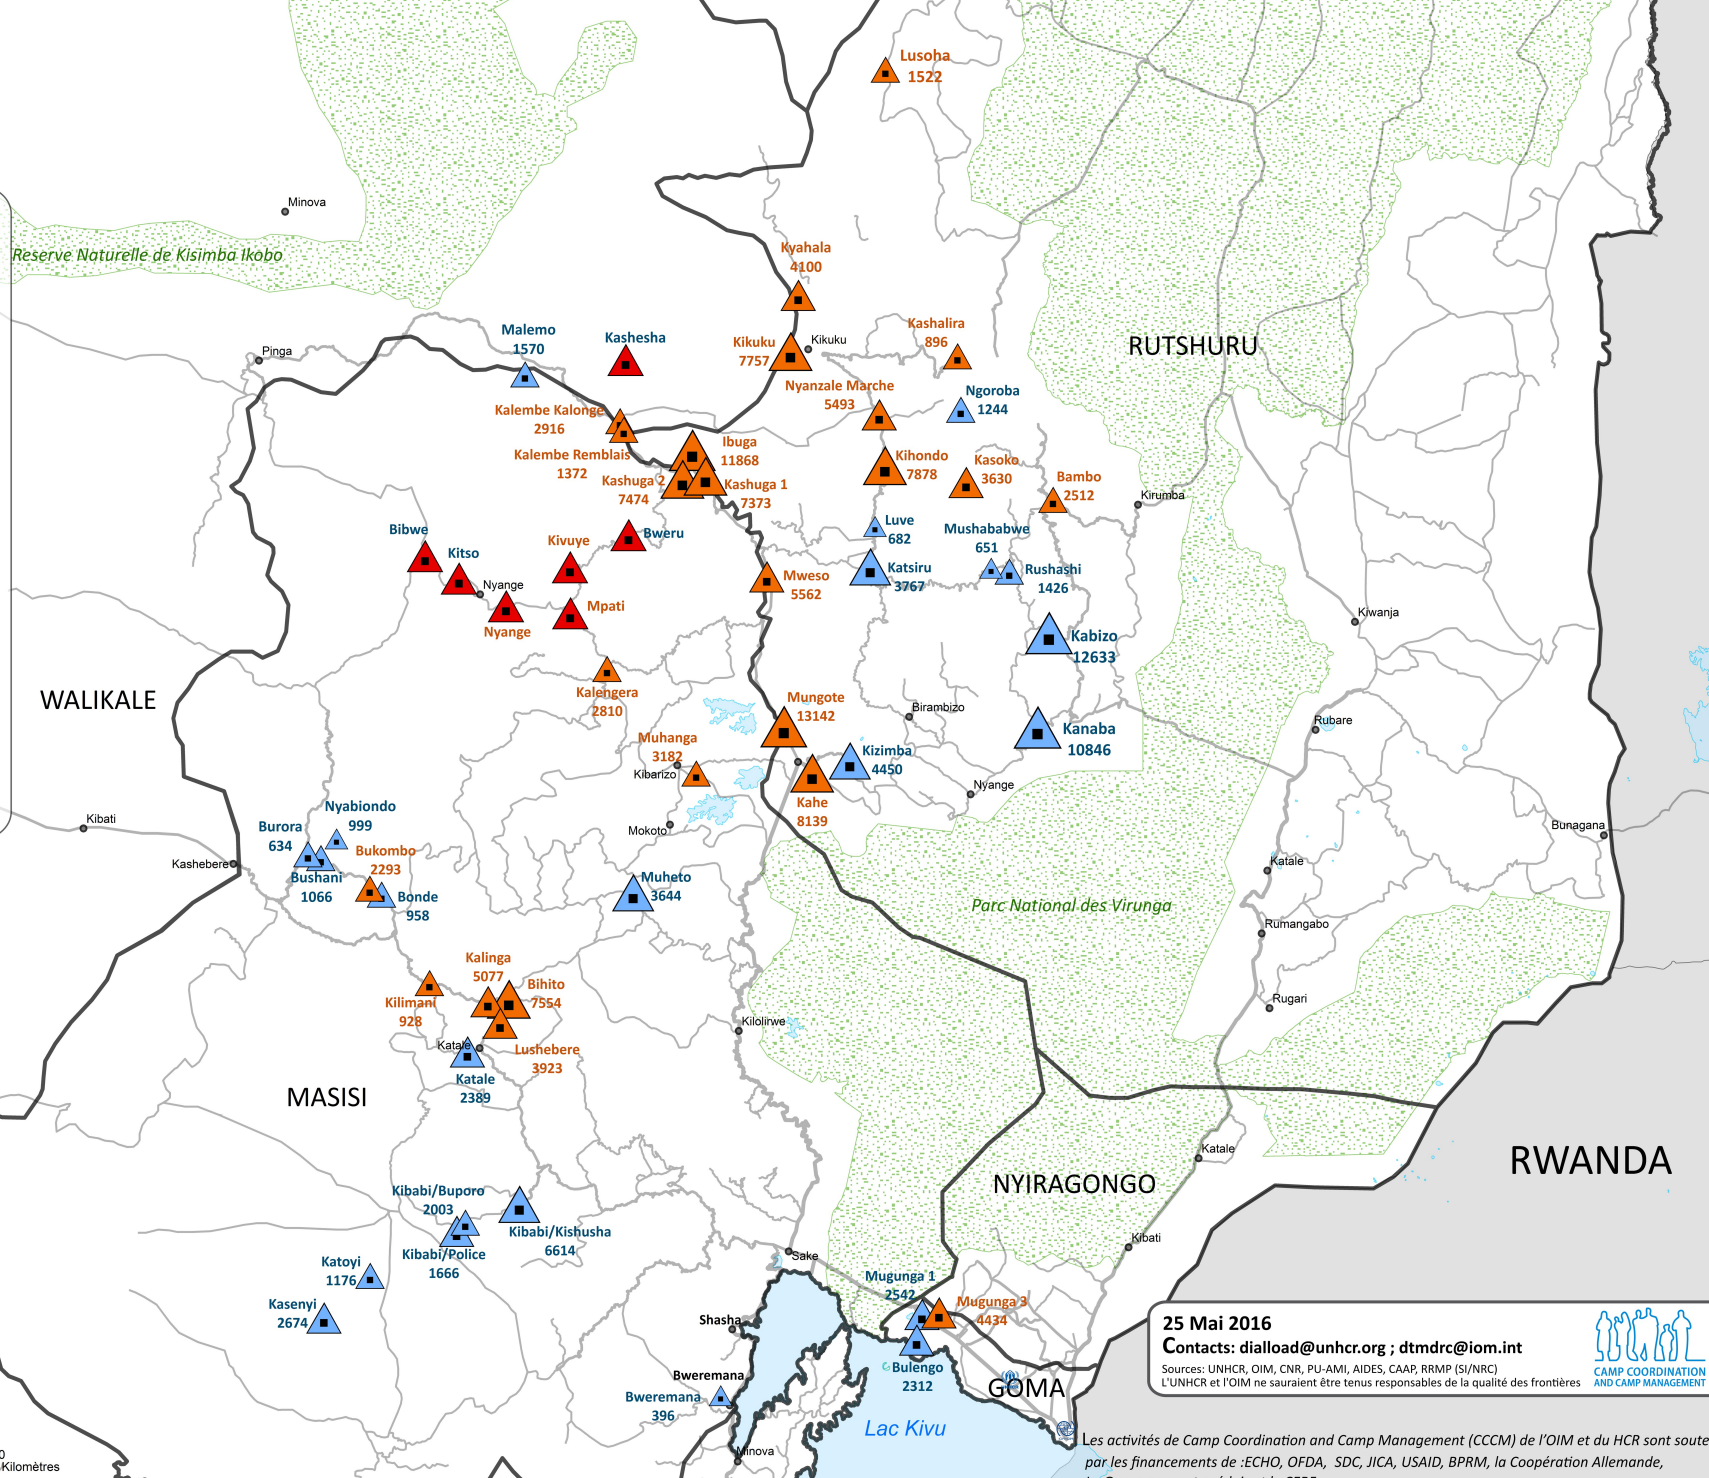 Lusoha
1522
Minova
Reserve Naturelle de Kisimba Ikobo
Kyahala
4100
Malemo
1570
Kashesha
Kikuku
7757
Kikuku
Kashalira
896
RUTSHURU
Pinga
Nyanzale Marche
5493
Ngoroba
1244
Kalembe Kalonge
2916
Kalembe Remblais
1372
Ibuga
11868
Kashuga 2
7474
Kashuga 1
7373
Kihondo
7878
Kasoko
3630
Bambo
2512
Kirumba
Bibwe
Kitso
Nyange
Nyange
Kivuye
Bweru
Mpati
Luve
682
Mushababwe
651
Rushashi
1426
Katsiru
3767
Mweso
5562
Kiwanja
Kabizo
12633
Kalengera
2810
WALIKALE
Mungote
13142
Birambizo
Kanaba
10846
Rubare
Muhanga
3182
Kibarizo
Kizimba
4450
Nyange
Kahe
8139
Mokoto
Kibati
Nyabiondo
999
Burora
634
Bukombo
2293
Bushani
1066
Kashebere
Bonde
958
Bunagana
Katale
Muheto
3644
Parc National des Virunga
Rumangabo
Kalinga
5077
Bihito
7554
Kilimani
928
Rugari
Kilolirwe
Katale
Lushebere
3923
Katale
2389
MASISI
Katale
RWANDA
NYIRAGONGO
Kibabi/Buporo
2003
Kibabi/Kishusha
6614
Kibabi/Police
1666
Kibati
Sake
Katoyi
1176
Kasenyi
2674
Mugunga 1
2542
Mugunga 3
4434
Shasha
Bulengo
2312
Bweremana
Bweremana
396
GOMA
Lac Kivu
Minova
0
Kilomètres
25 Mai 2016
Contacts: dialload@unhcr.org ; dtmdrc@iom.int
Sources: UNHCR, OIM, CNR, PU-AMI, AIDES, CAAP, RRMP (SI/NRC)
L'UNHCR et l'OIM ne sauraient être tenus responsables de la qualité des frontières
CAMP COORDINATION
AND CAMP MANAGEMENT
Les activités de Camp Coordination and Camp Management (CCCM) de l'OIM et du HCR sont soute
par les financements de :ECHO, OFDA, SDC, JICA, USAID, BPRM, la Coopération Allemande,